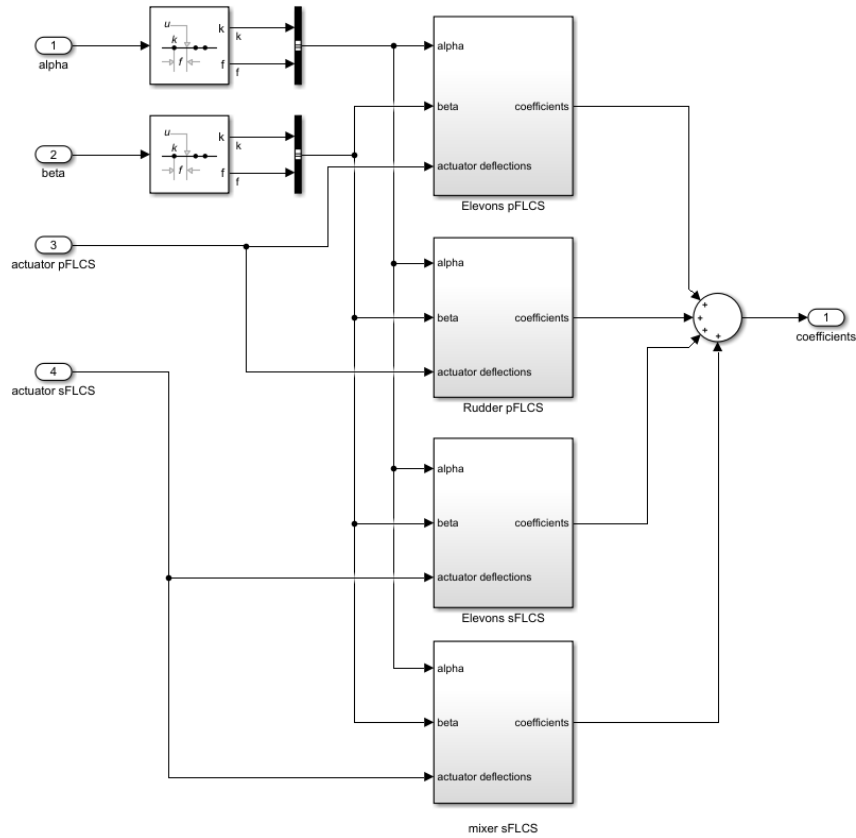 1
alpha
u
k
f
k
k
f
f
2
beta
u
k
f
k
k
f
f
3
actuator pFLCS
4
actuator sFLCS
alpha
beta
coefficients
actuator deflections
Elevons pFLCS
alpha
beta
coefficients
actuator deflections
Rudder pFLCS
alpha
beta
coefficients
actuator deflections
Elevons sFLCS
alpha
beta
coefficients
actuator deflections
mixer sFLCS
+
+
+
+
1
coefficients